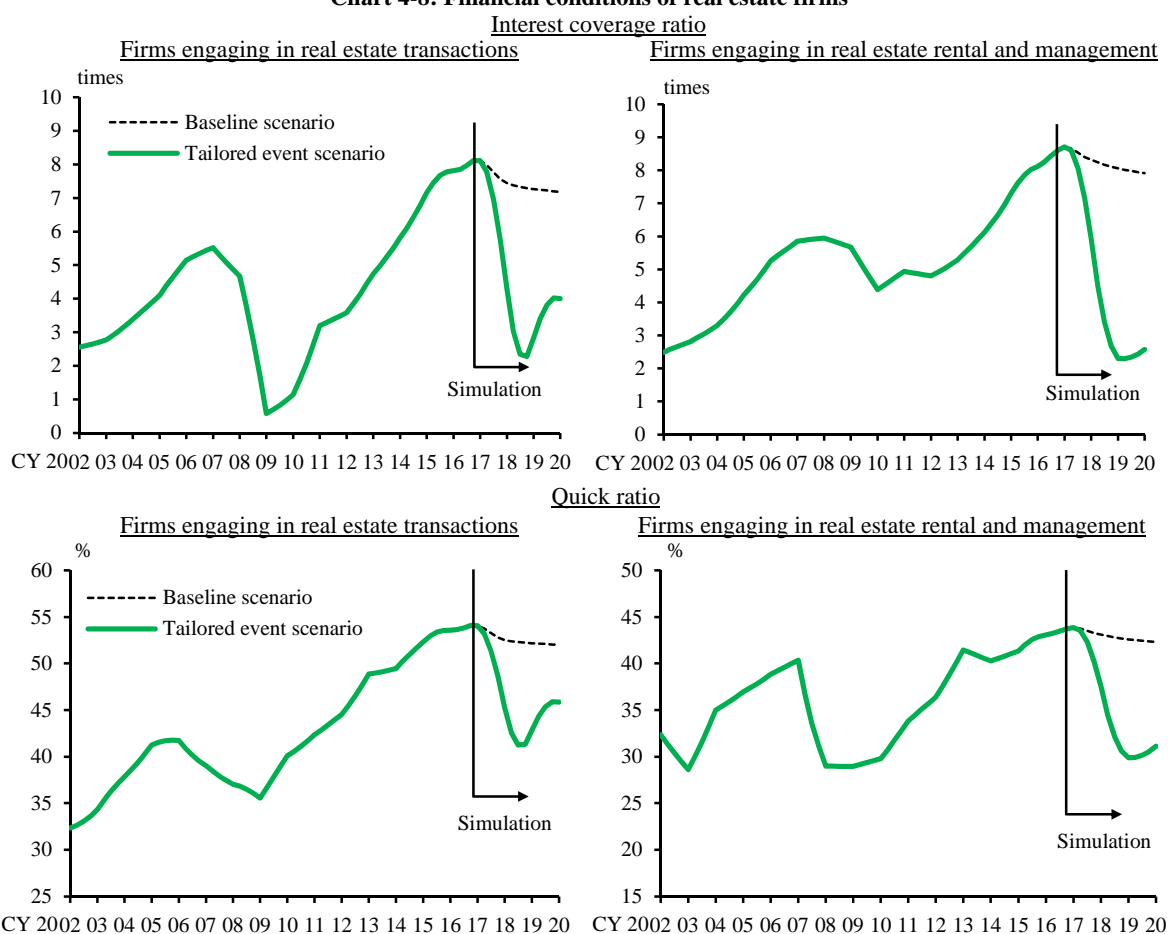 Chart 4-8: Financial conditions of real estate firms
Interest coverage ratio
Firms engaging in real estate transactions
Firms engaging in real estate rental and management
times
10
9
8
7
6
5
4
3
2
1
0
Baseline scenario
Tailored event scenario
Simulation
CY 2002 03 04 05 06 07 08 09 10 11 12 13 14 15 16 17 18 19 20
times
10
9
8
7
6
5
4
3
2
1
0
Simulation
CY 2002 03 04 05 06 07 08 09 10 11 12 13 14 15 16 17 18 19 20
Quick ratio
Firms engaging in real estate transactions
Firms engaging in real estate rental and management
%
60
55
50
45
40
35
30
25
Baseline scenario
Tailored event scenario
Simulation
CY 2002 03 04 05 06 07 08 09 10 11 12 13 14 15 16 17 18 19 20
%
50
45
40
35
30
25
20
15
Simulation
CY 2002 03 04 05 06 07 08 09 10 11 12 13 14 15 16 17 18 19 20